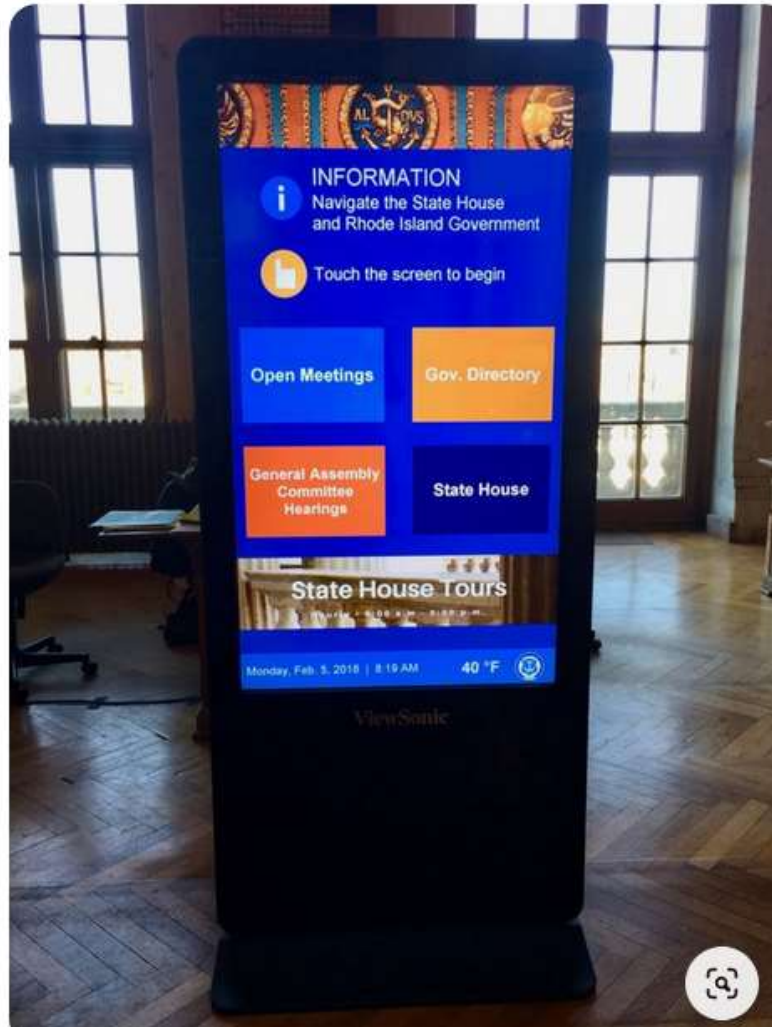 INFORMATION
Navigate the State House
and Rhode Island Government
Touch the screen to begin
Open Meetings
Gov. Directory
General Assembly
Committee
Hearings
State House
State House Tours
Monday, Feb. 5, 2018 | 8:19 AM
40 °F
ViewSonic